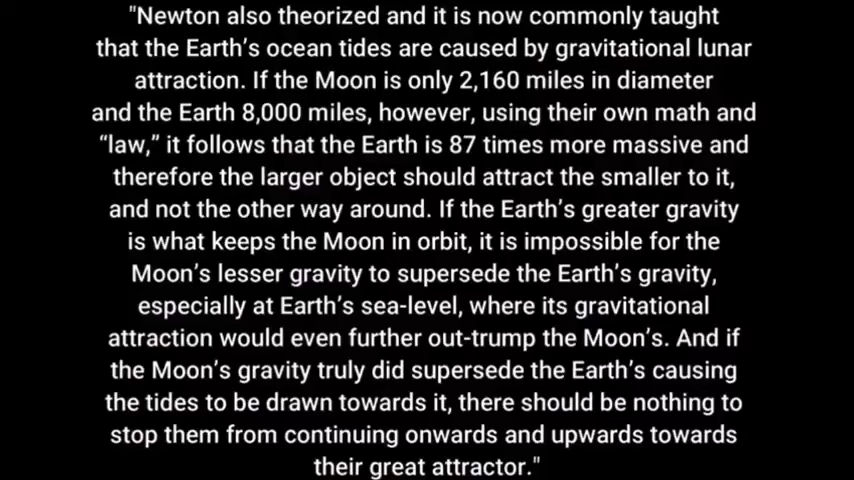 "Newton also theorized and it is now commonly taught
that the Earth's ocean tides are caused by gravitational lunar
attraction. If the Moon is only 2,160 miles in diameter
and the Earth 8,000 miles, however, using their own math and
“law,” it follows that the Earth is 87 times more massive and
therefore the larger object should attract the smaller to it,
and not the other way around. If the Earth's greater gravity
is what keeps the Moon in orbit, it is impossible for the
Moon's lesser gravity to supersede the Earth's gravity,
especially at Earth's sea-level, where its gravitational
attraction would even further out-trump the Moon's. And if
the Moon's gravity truly did supersede the Earth's causing
the tides to be drawn towards it, there should be nothing to
stop them from continuing onwards and upwards towards
their great attractor."